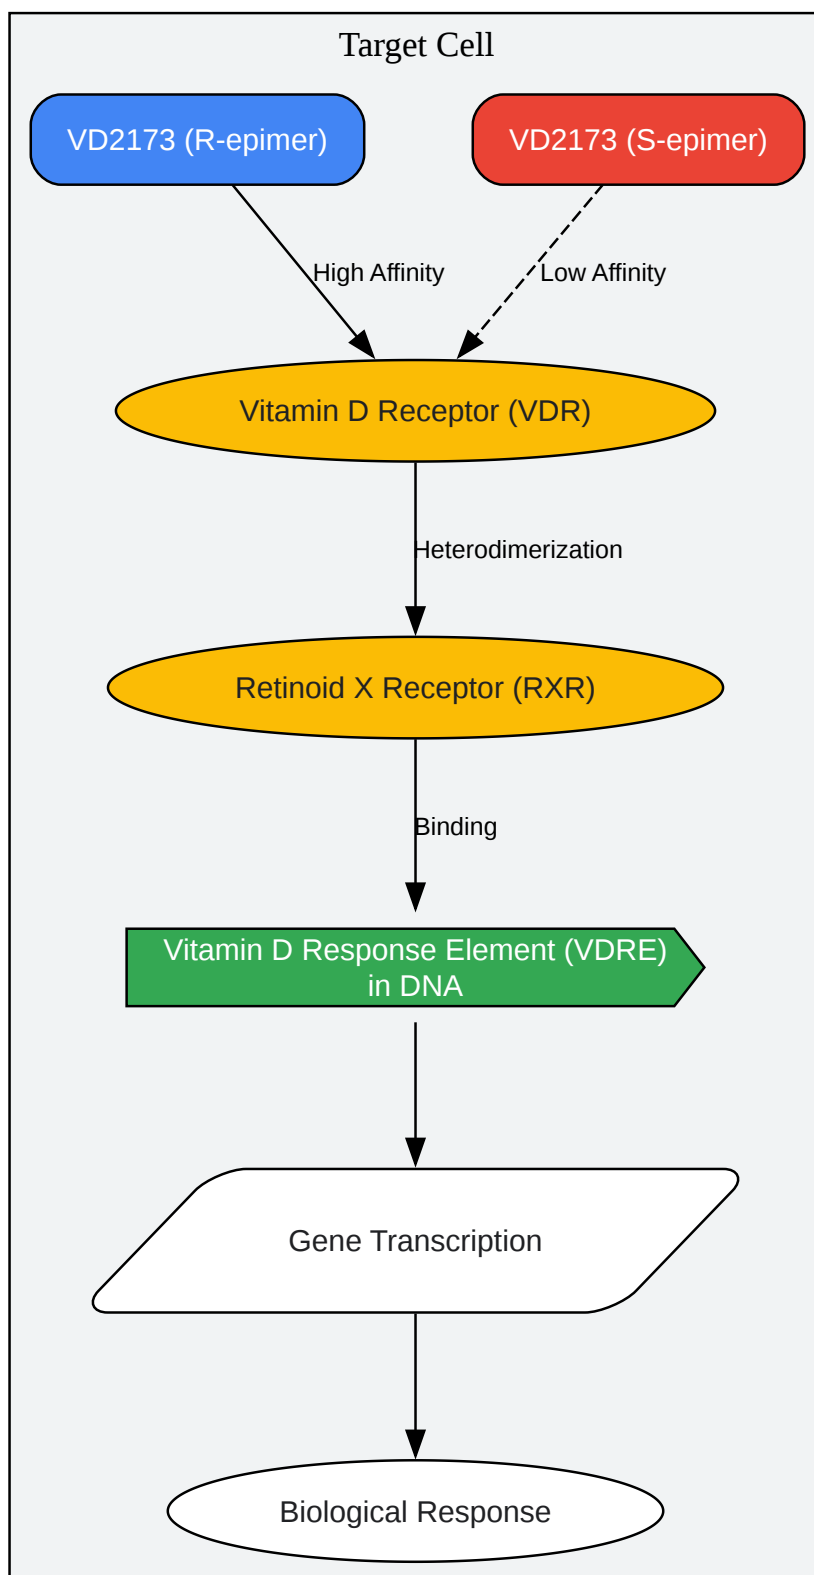 Target Cell
VD2173 (R-epimer)
VD2173 (S-epimer)
High Affinity
Low Affinity
Vitamin D Receptor (VDR)
Heterodimerization
Retinoid X Receptor (RXR)
Binding
Vitamin D Response Element (VDRE)
in DNA
Gene Transcription
Biological Response